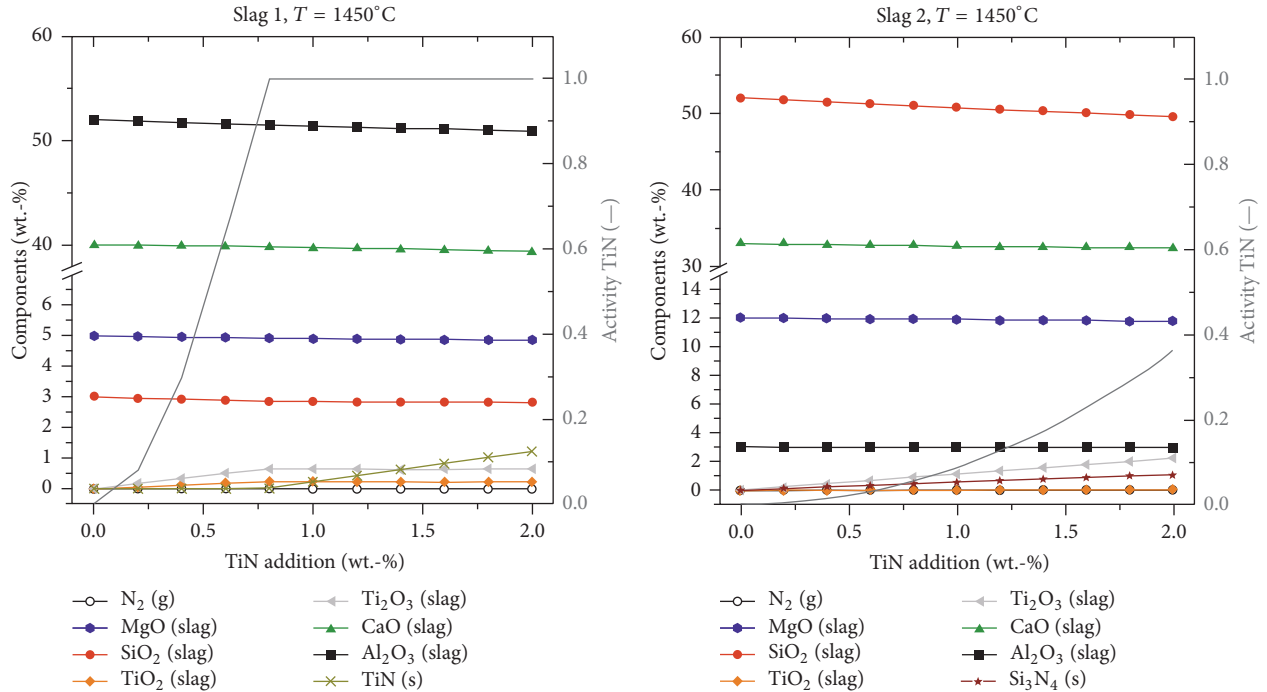 Slag 1, T = 1450°C
60
50
40
6
5
4
3
2
1
0
Components (wt.-%)
1.0
0.8
0.6
0.4
0.2
0.0
Activity TiN (—)
0.0 0.5 1.0 1.5 2.0
TiN addition (wt.-%)
N₂ (g)
MgO (slag)
SiO₂ (slag)
TiO₂ (slag)
Ti₂O₃ (slag)
CaO (slag)
Al₂O₃ (slag)
TiN (s)
Slag 2, T = 1450°C
60
50
40
30
14
12
10
8
6
4
2
0
Components (wt.-%)
1.0
0.8
0.6
0.4
0.2
0.0
Activity TiN (—)
0.0 0.5 1.0 1.5 2.0
TiN addition (wt.-%)
N₂ (g)
MgO (slag)
SiO₂ (slag)
TiO₂ (slag)
Ti₂O₃ (slag)
CaO (slag)
Al₂O₃ (slag)
Si₃N₄ (s)